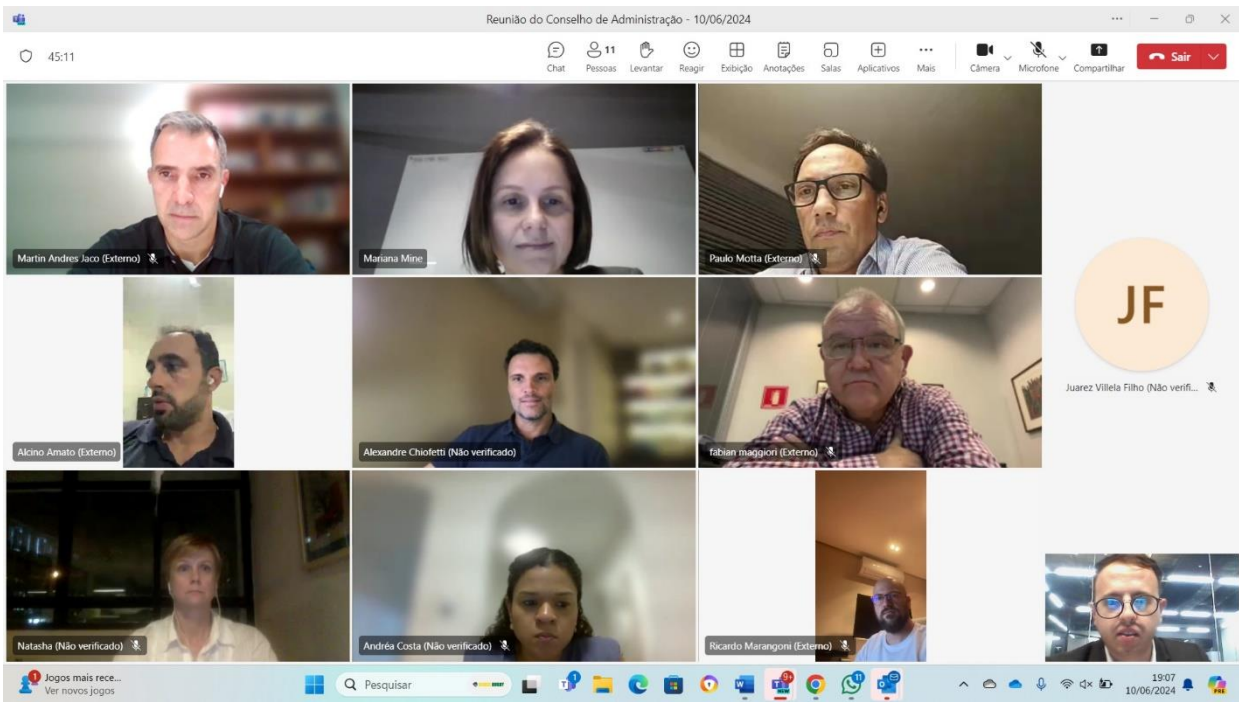 Reunião do Conselho de Administração - 10/06/2024
45:11
11
Chat Pessoas Levantar Reagir Exibição Anotações Salas Aplicativos Mais Câmera Microfone Compartilhar Sair
Martin Andres Jaco (Externo)
Mariana Mine
Paulo Motta (Externo)
JF
Juarez Villela Filho (Não verifi...
Alcino Amato (Externo)
Alexandre Chiofetti (Não verificado)
fabian maggiori (Externo)
Natasha (Não verificado)
Andréa Costa (Não verificado)
Ricardo Marangoni (Externo)
Jogos mais rece...
Ver novos jogos
Pesquisar
19:07
10/06/2024